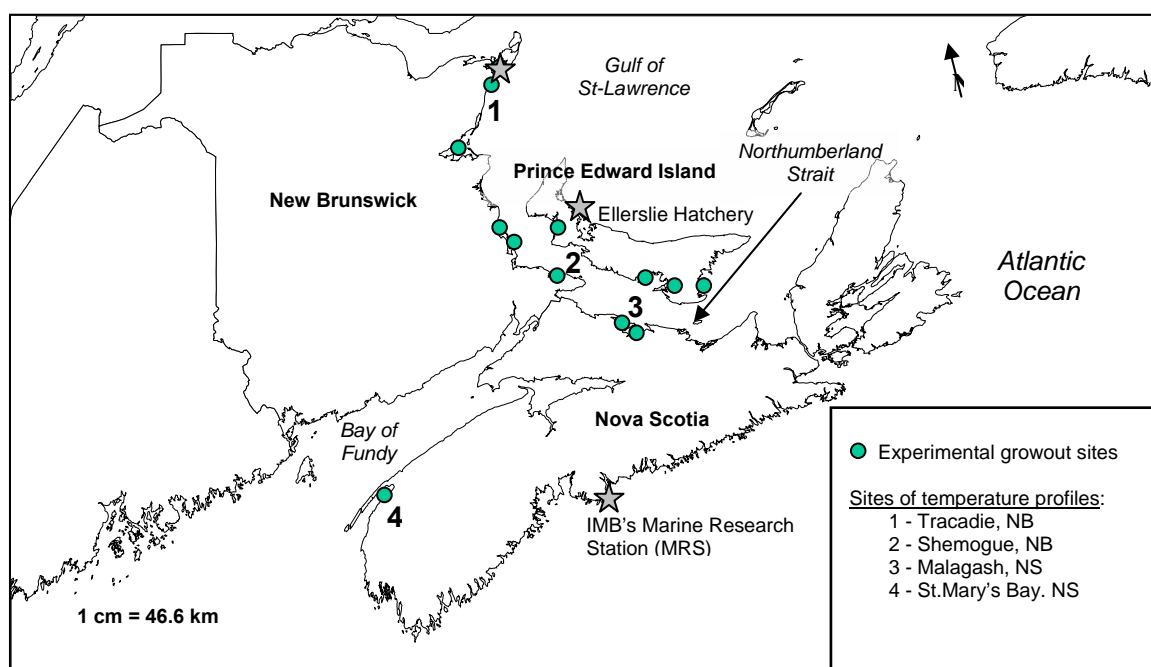 Gulf of
St-Lawrence
N
1
Northumberland
Strait
Prince Edward Island
New Brunswick
Ellerslie Hatchery
2
Atlantic
Ocean
3
Nova Scotia
Bay of
Fundy
4
IMB's Marine Research
Station (MRS)
1 cm = 46.6 km
Experimental growout sites
Sites of temperature profiles:
1 - Tracadie, NB
2 - Shemogue, NB
3 - Malagash, NS
4 - St.Mary's Bay. NS